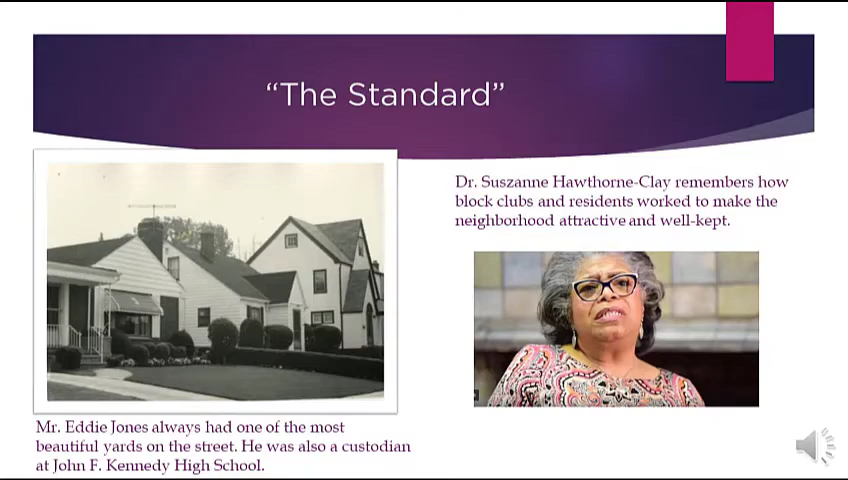 “The Standard”
Dr. Suszanne Hawthorne-Clay remembers how
block clubs and residents worked to make the
neighborhood attractive and well-kept.
Mr. Eddie Jones always had one of the most
beautiful yards on the street. He was also a custodian
at John F. Kennedy High School.